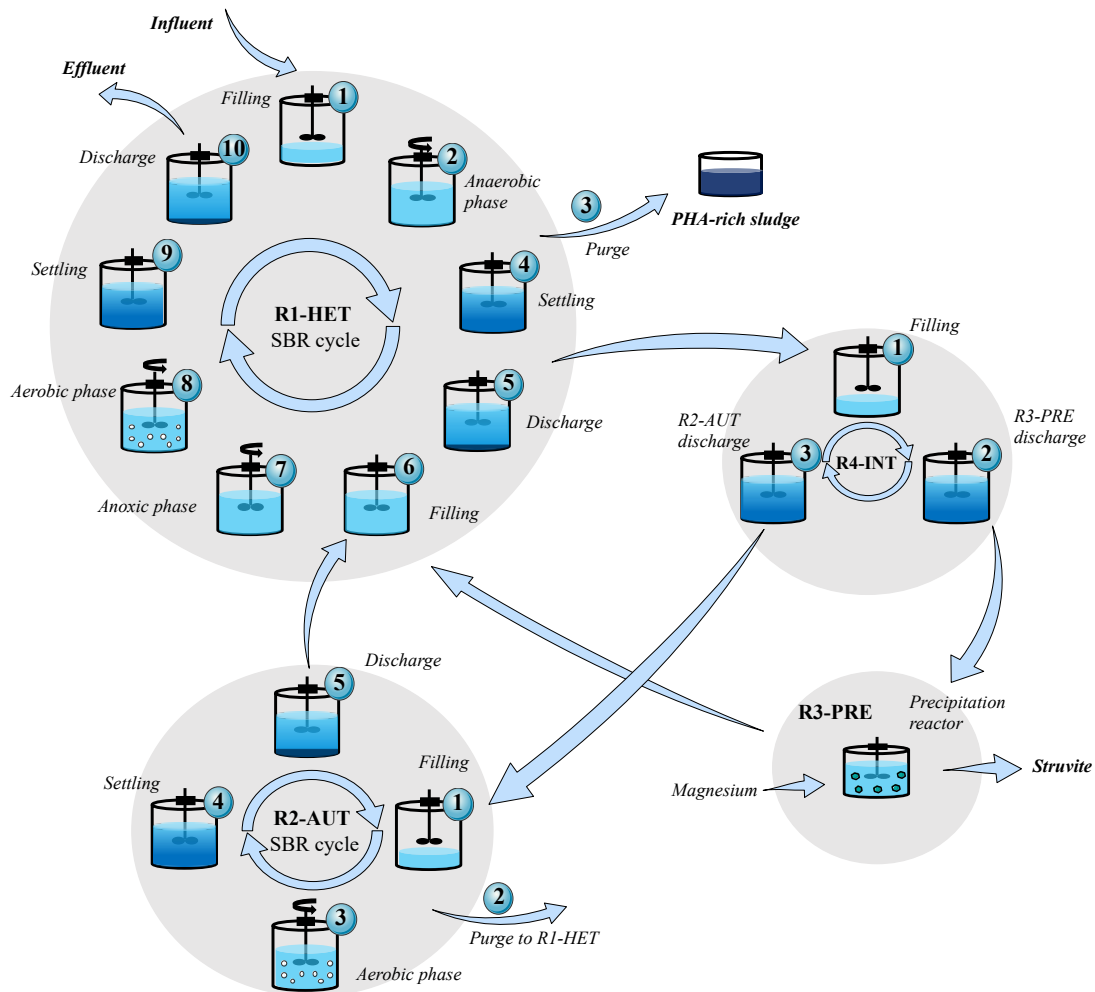 Influent
Effluent
Filling
1
10
Discharge
2
Anaerobic
phase
3
PHA-rich sludge
Purge
9
Settling
4
Settling
R1-HET
SBR cycle
Filling
1
8
Aerobic phase
5
Discharge
R2-AUT
discharge
R3-PRE
discharge
3
R4-INT
2
7
Anoxic phase
6
Filling
Discharge
5
R3-PRE
Precipitation
reactor
Filling
Settling
4
1
Magnesium
Struvite
R2-AUT
SBR cycle
2
Purge to R1-HET
3
Aerobic phase